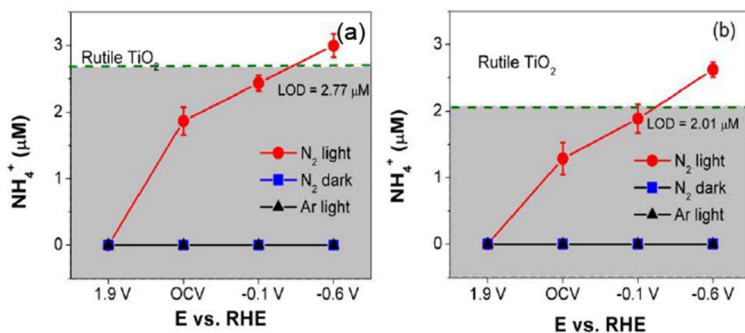 (a)
Rutile TiO₂
LOD = 2.77 μM
N₂ light
N₂ dark
Ar light
NH₄⁺ (μM)
3
2
1
0
1.9 V OCV -0.1 V -0.6 V
E vs. RHE
(b)
Rutile TiO₂
LOD = 2.01 μM
N₂ light
N₂ dark
Ar light
NH₄⁺ (μM)
3
2
1
0
1.9 V OCV -0.1 V -0.6 V
E vs. RHE